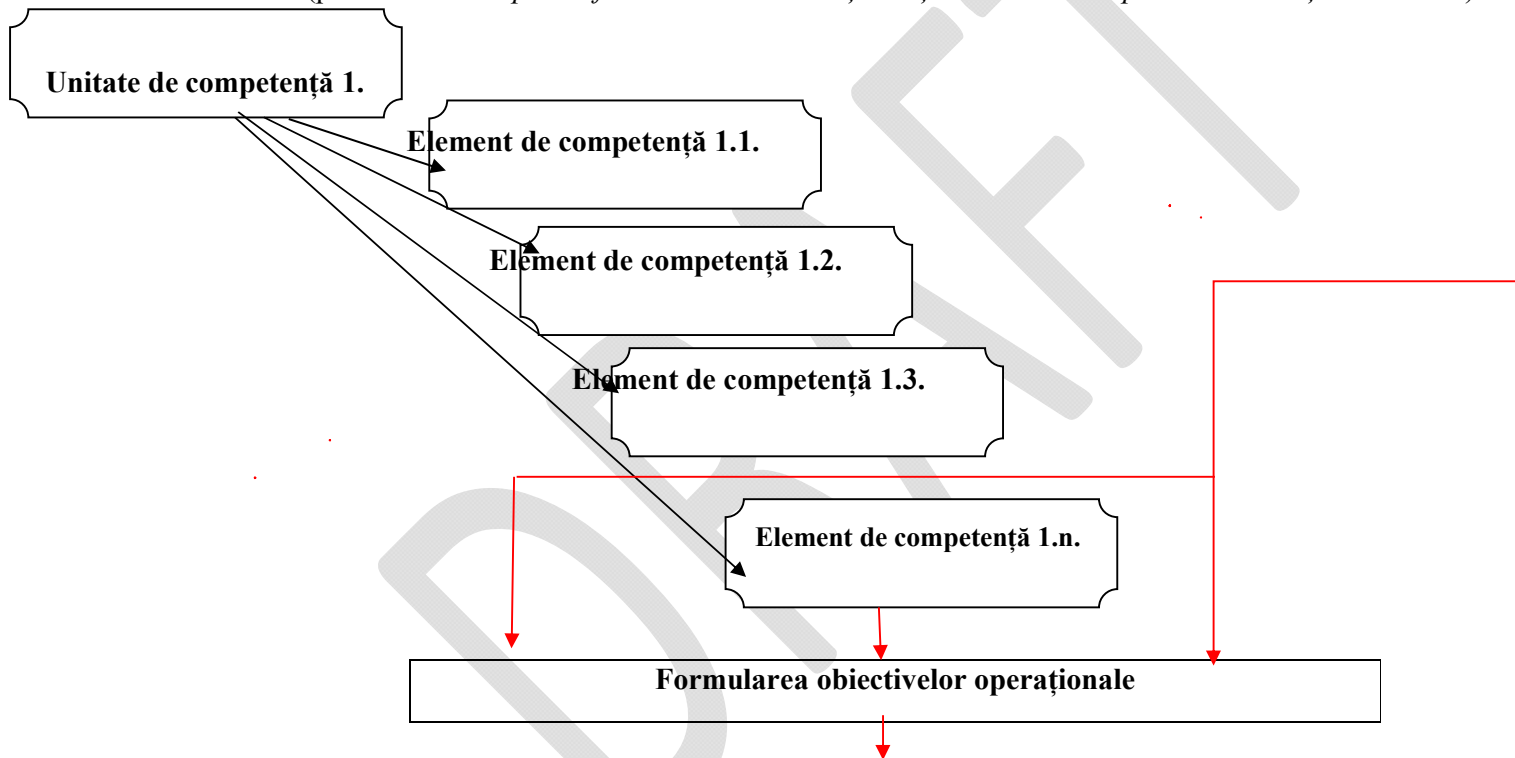 Unitate de competență 1.
Element de competență 1.1.
Element de competență 1.2.
Element de competență 1.3.
Element de competență 1.n.
Formularea obiectivelor operaționale
DRAFT